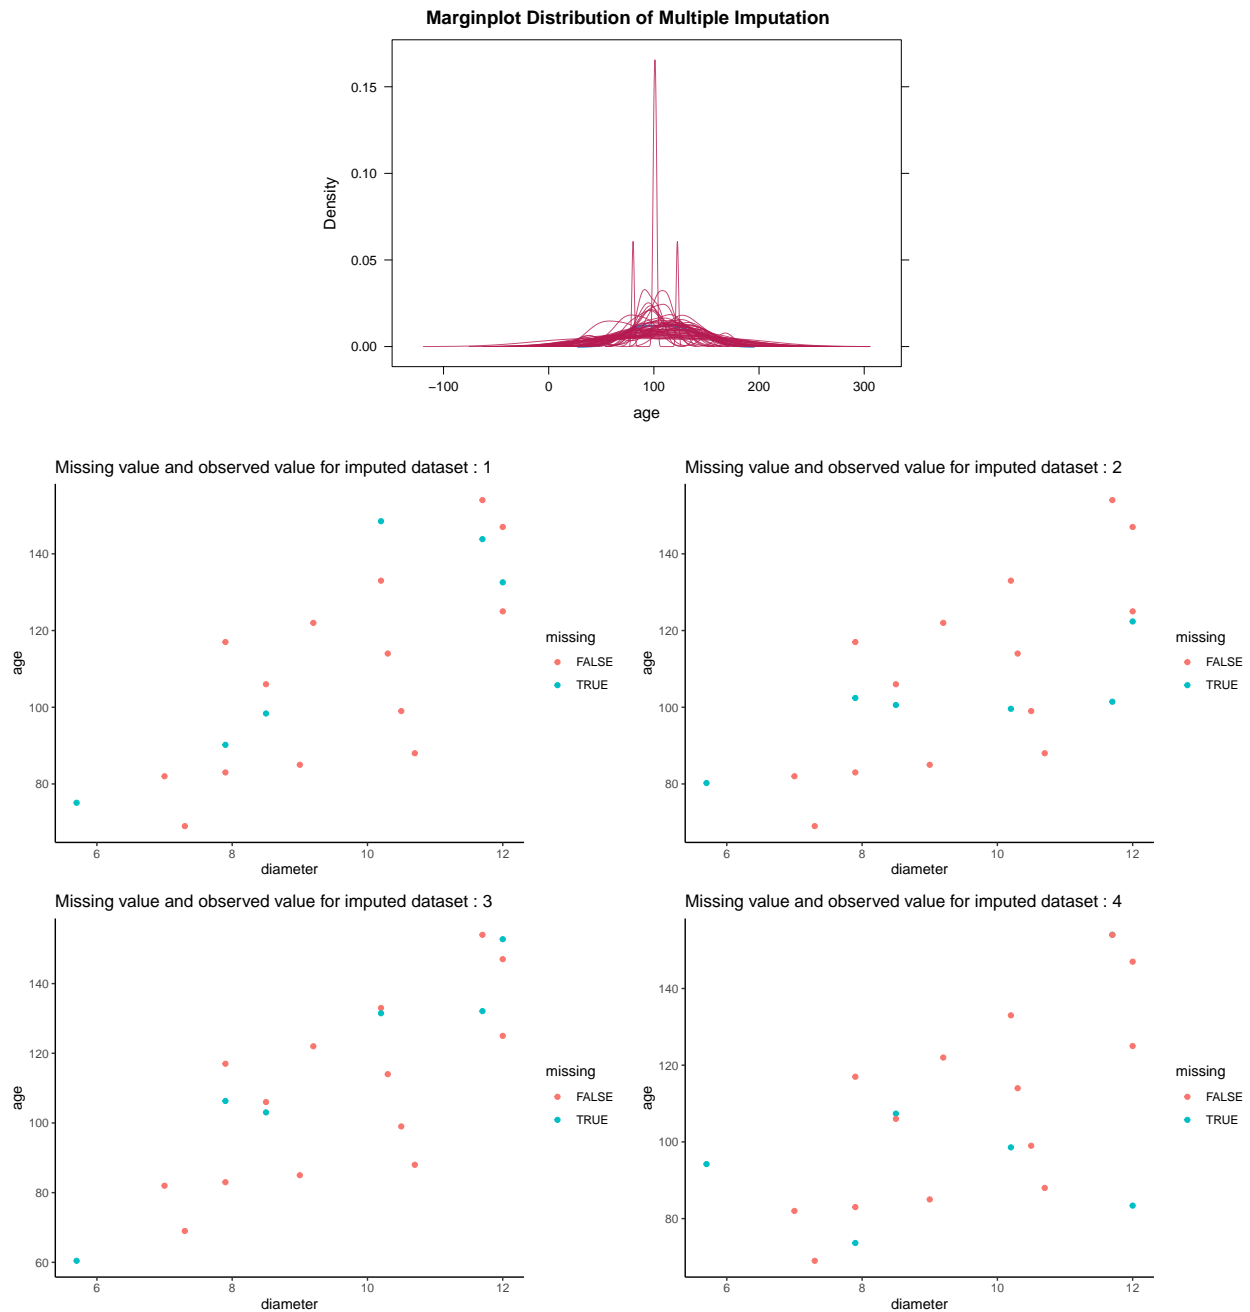 Marginplot Distribution of Multiple Imputation
0.15
0.10
0.05
0.00
Density
−100 0 100 200 300
age
Missing value and observed value for imputed dataset : 1
140
120
100
80
age
6 8 10 12
diameter
missing
FALSE
TRUE
Missing value and observed value for imputed dataset : 2
140
120
100
80
age
6 8 10 12
diameter
missing
FALSE
TRUE
Missing value and observed value for imputed dataset : 3
140
120
100
80
60
age
6 8 10 12
diameter
missing
FALSE
TRUE
Missing value and observed value for imputed dataset : 4
140
120
100
80
age
6 8 10 12
diameter
missing
FALSE
TRUE